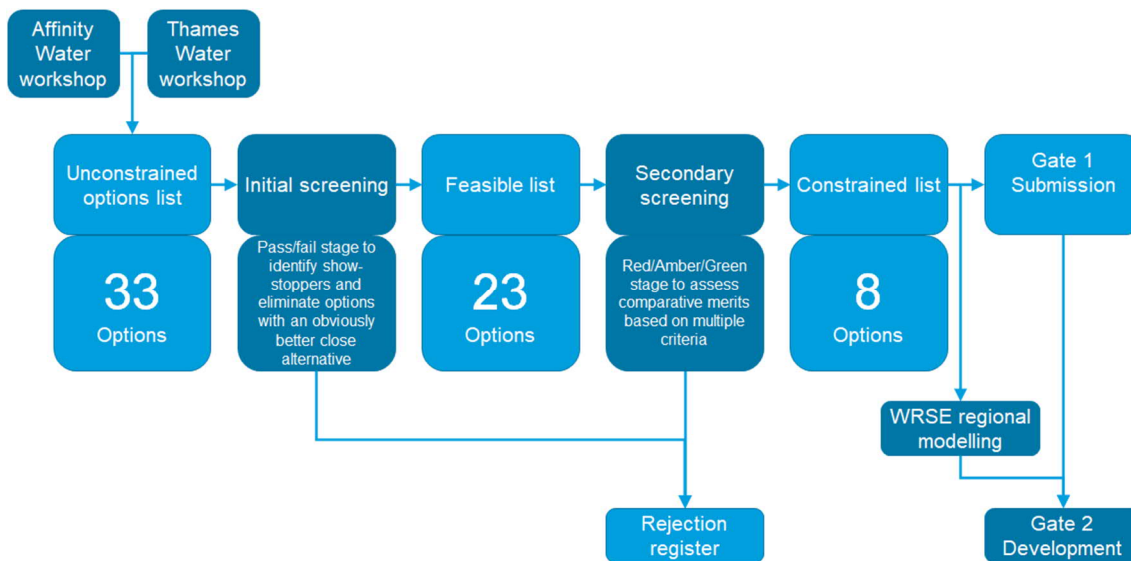 Affinity
Water
workshop
Thames
Water
workshop
Unconstrained
options list
Initial screening
Feasible list
Secondary
screening
Constrained list
Gate 1
Submission
33
Options
Pass/fail stage to
identify show-
stoppers and
eliminate options
with an obviously
better close
alternative
23
Options
Red/Amber/Green
stage to assess
comparative merits
based on multiple
criteria
8
Options
WRSE regional
modelling
Rejection
register
Gate 2
Development